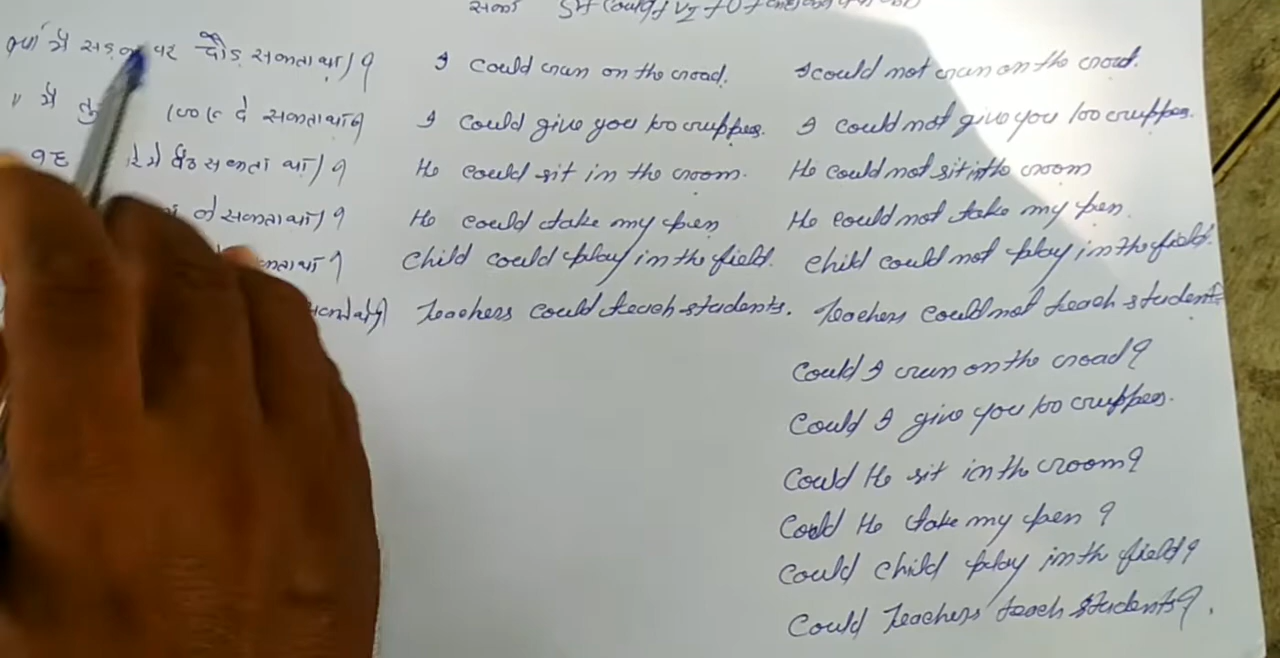 Could
क्या मैं सड़क पर दौड़ सकता था । ? I could run on the road. I could not run on the road.
" मैं 100 रु दे सकता था ? I could give you 100 ruppes. I could not give you 100 ruppes.
वह बैठ सकता था । ? He could sit in the room. He could not sit in the room
ले सकता था । ? He could take my pen He could not take my pen.
? Child could play in the field. Child could not play in the field.
Teachers could teach students. Teachers could not teach student
Could I run on the road ?
Could I give you 100 ruppes.
Could He sit in the room ?
Could He take my pen ?
Could child play in th field ?
Could Teachers teach students ? .